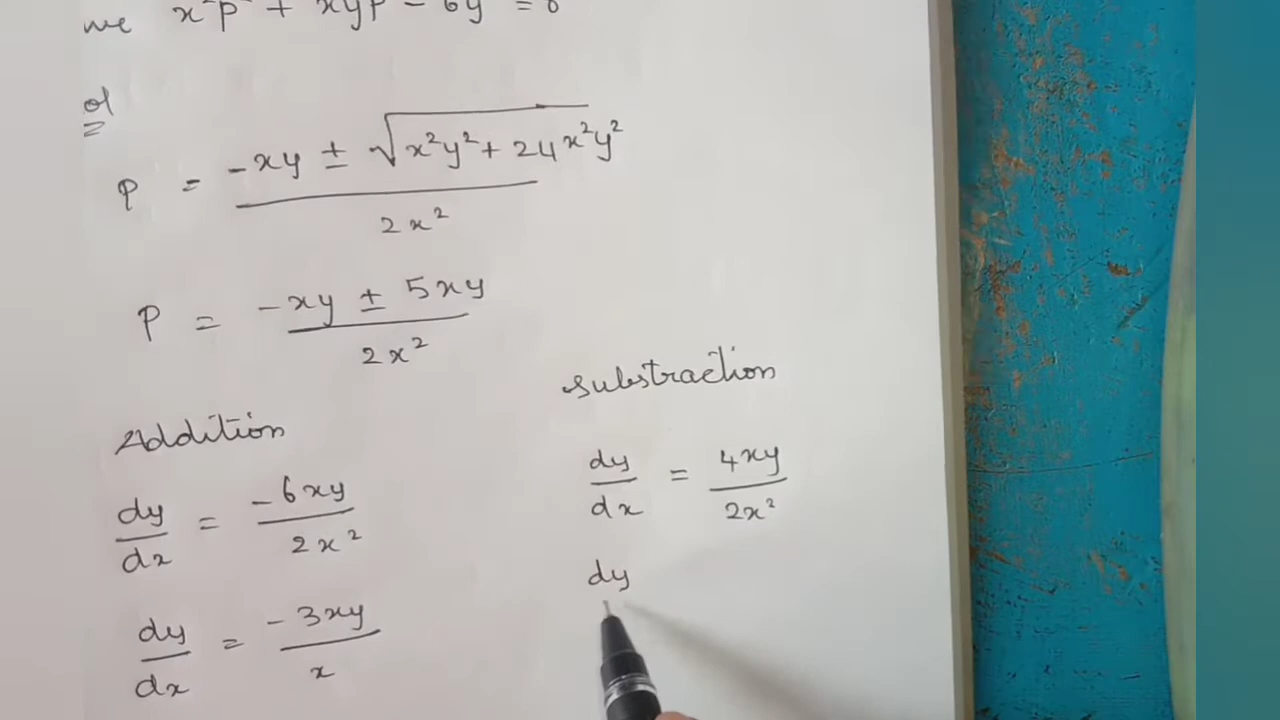 x²p² + xyp - 6y² = 0
of
p = (-xy ± √(x²y² + 24x²y²)) / 2x²
p = (-xy ± 5xy) / 2x²
Addition
dy/dx = -6xy / 2x²
dy/dx = -3xy / x
substraction
dy/dx = 4xy / 2x²
dy